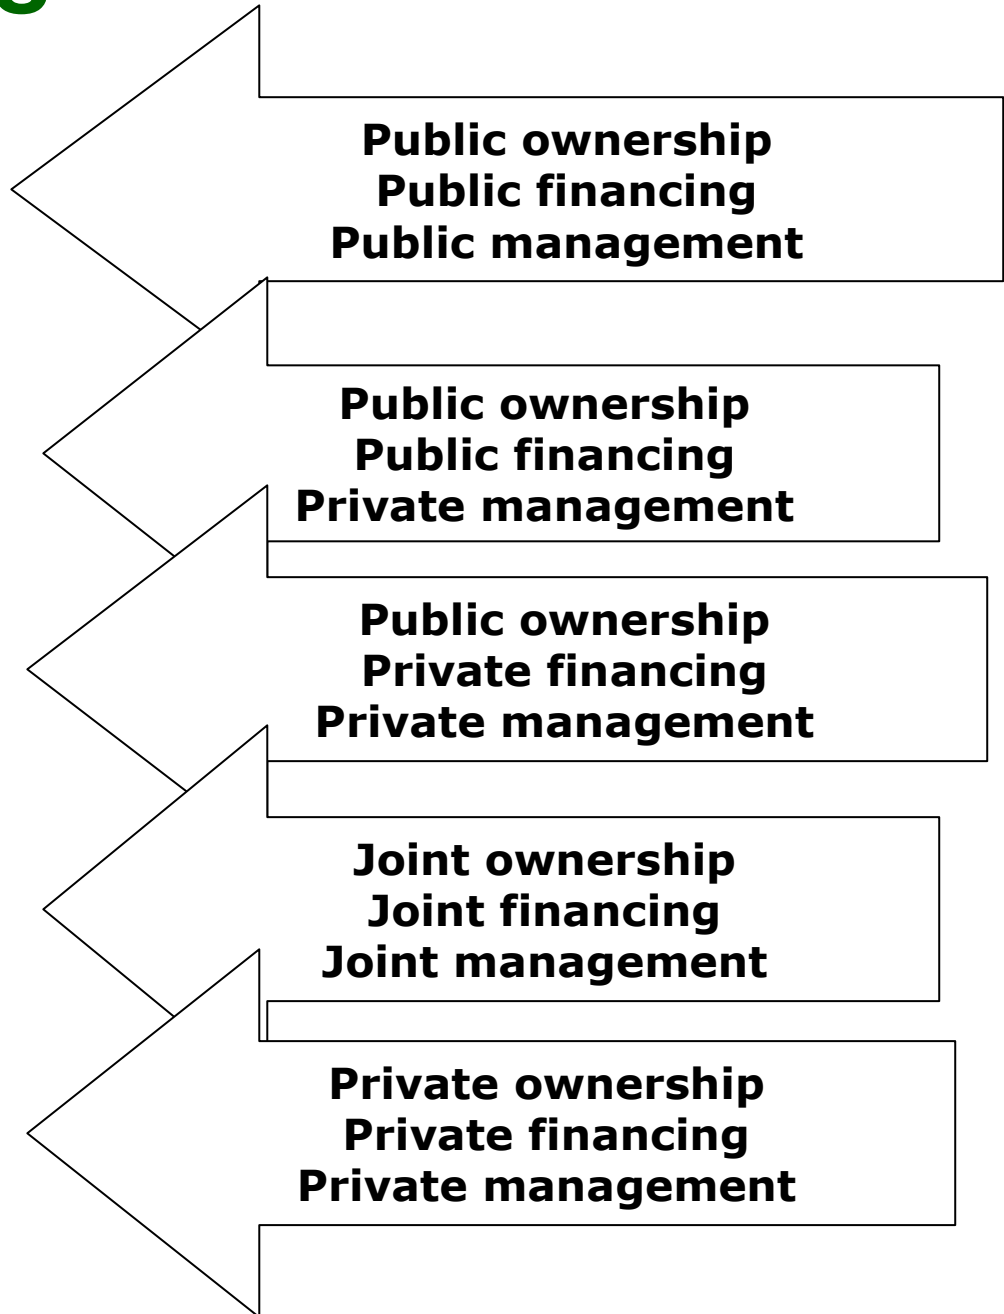 Public ownership
Public financing
Public management
Public ownership
Public financing
Private management
Public ownership
Private financing
Private management
Joint ownership
Joint financing
Joint management
Private ownership
Private financing
Private management